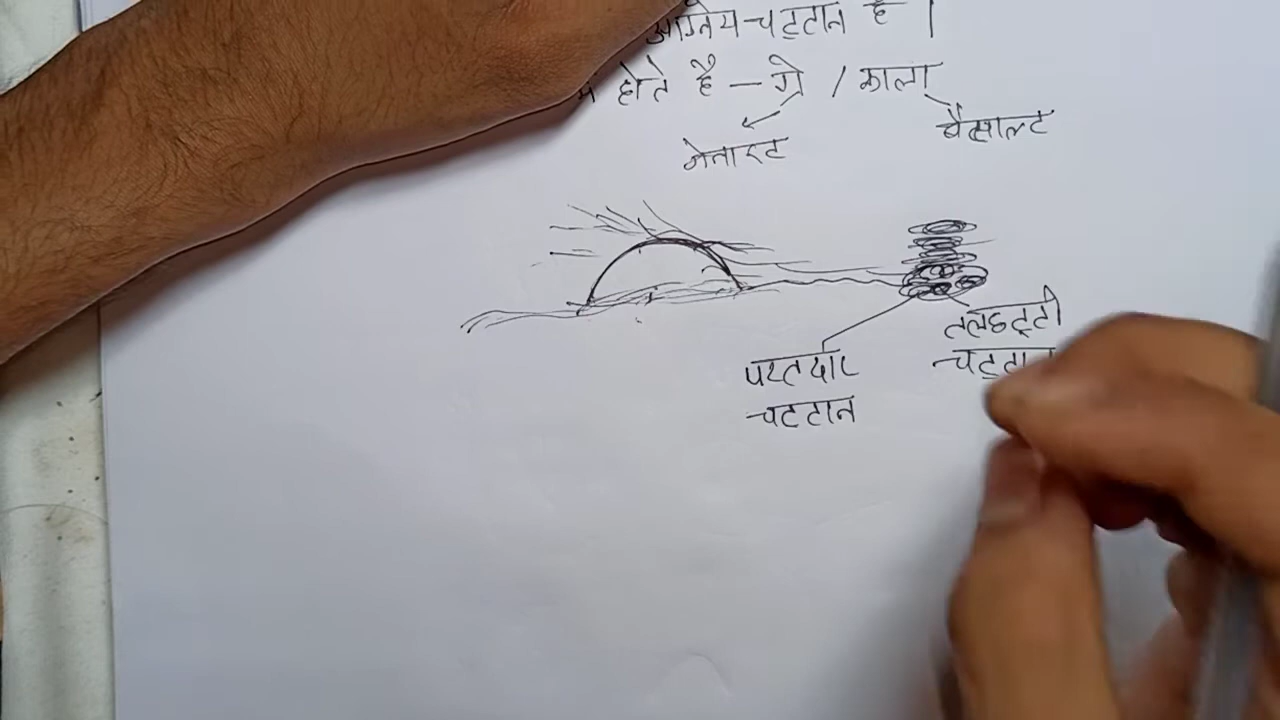 आग्नेय-चट्टान है |
होते है – ग्रे / काला
बैसाल्ट
ग्रेनाइट
तलछट्टी
चट्टान
परतदार
चट्टान